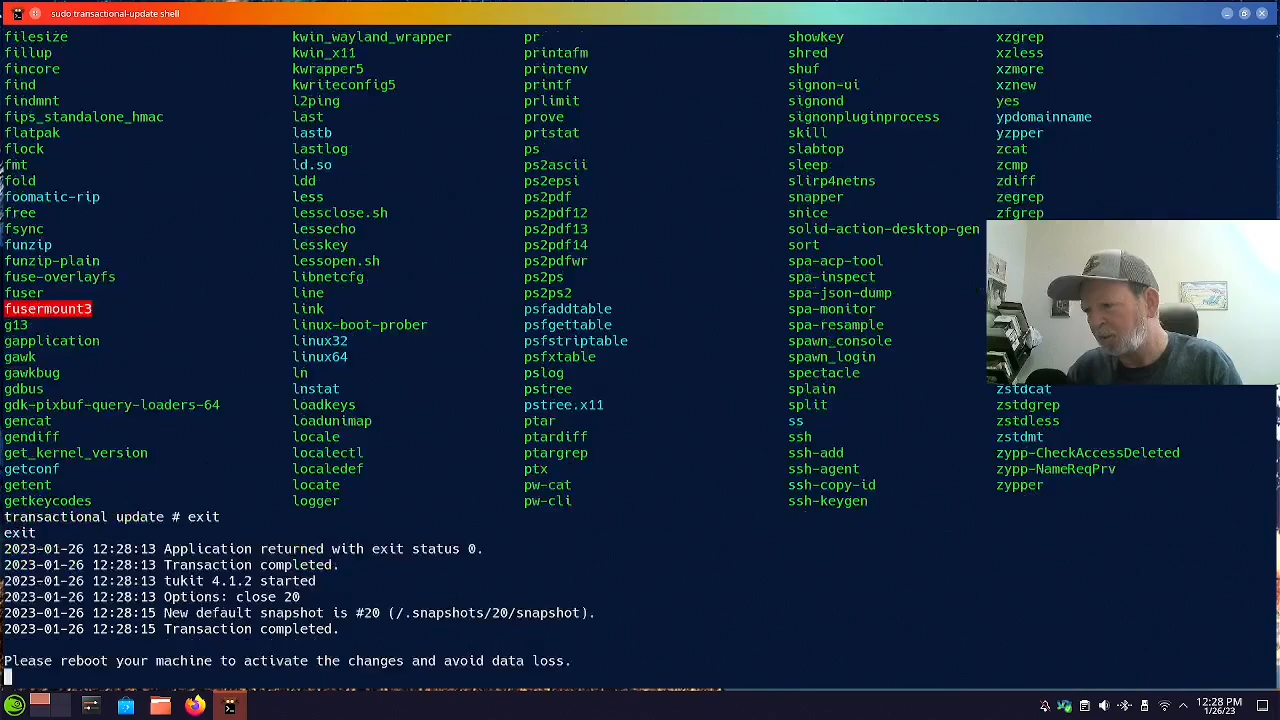 sudo transactional-update shell
filesize kwin_wayland_wrapper pr showkey xzgrep
fillup kwin_x11 printafm shred xzless
fincore kwrapper5 printenv shuf xzmore
find kwriteconfig5 printf signon-ui xznew
findmnt l2ping prlimit signond yes
fips_standalone_hmac last prove signonpluginprocess ypdomainname
flatpak lastb prtstat skill yzpper
flock lastlog ps slabtop zcat
fmt ld.so ps2ascii sleep zcmp
fold ldd ps2epsi slirp4netns zdiff
foomatic-rip less ps2pdf snapper zegrep
free lessclose.sh ps2pdf12 snice zfgrep
fsync lessecho ps2pdf13 solid-action-desktop-gen
funzip lesskey ps2pdf14 sort
funzip-plain lessopen.sh ps2pdfwr spa-acp-tool
fuse-overlayfs libnetcfg ps2ps spa-inspect
fuser line ps2ps2 spa-json-dump
fusermount3 link psfaddtable spa-monitor
g13 linux-boot-prober psfgettable spa-resample
gapplication linux32 psfstriptable spawn_console
gawk linux64 psfxtable spawn_login
gawkbug ln pslog spectacle
gdbus lnstat pstree splain zstdcat
gdk-pixbuf-query-loaders-64 loadkeys pstree.x11 split zstdgrep
gencat loadunimap ptar ss zstdless
gendiff locale ptardiff ssh zstdmt
get_kernel_version localectl ptargrep ssh-add zypp-CheckAccessDeleted
getconf localedef ptx ssh-agent zypp-NameReqPrv
getent locate pw-cat ssh-copy-id zypper
getkeycodes logger pw-cli ssh-keygen
transactional update # exit
exit
2023-01-26 12:28:13 Application returned with exit status 0.
2023-01-26 12:28:13 Transaction completed.
2023-01-26 12:28:13 tukit 4.1.2 started
2023-01-26 12:28:13 Options: close 20
2023-01-26 12:28:15 New default snapshot is #20 (/.snapshots/20/snapshot).
2023-01-26 12:28:15 Transaction completed.
Please reboot your machine to activate the changes and avoid data loss.
12:28 PM
1/26/23